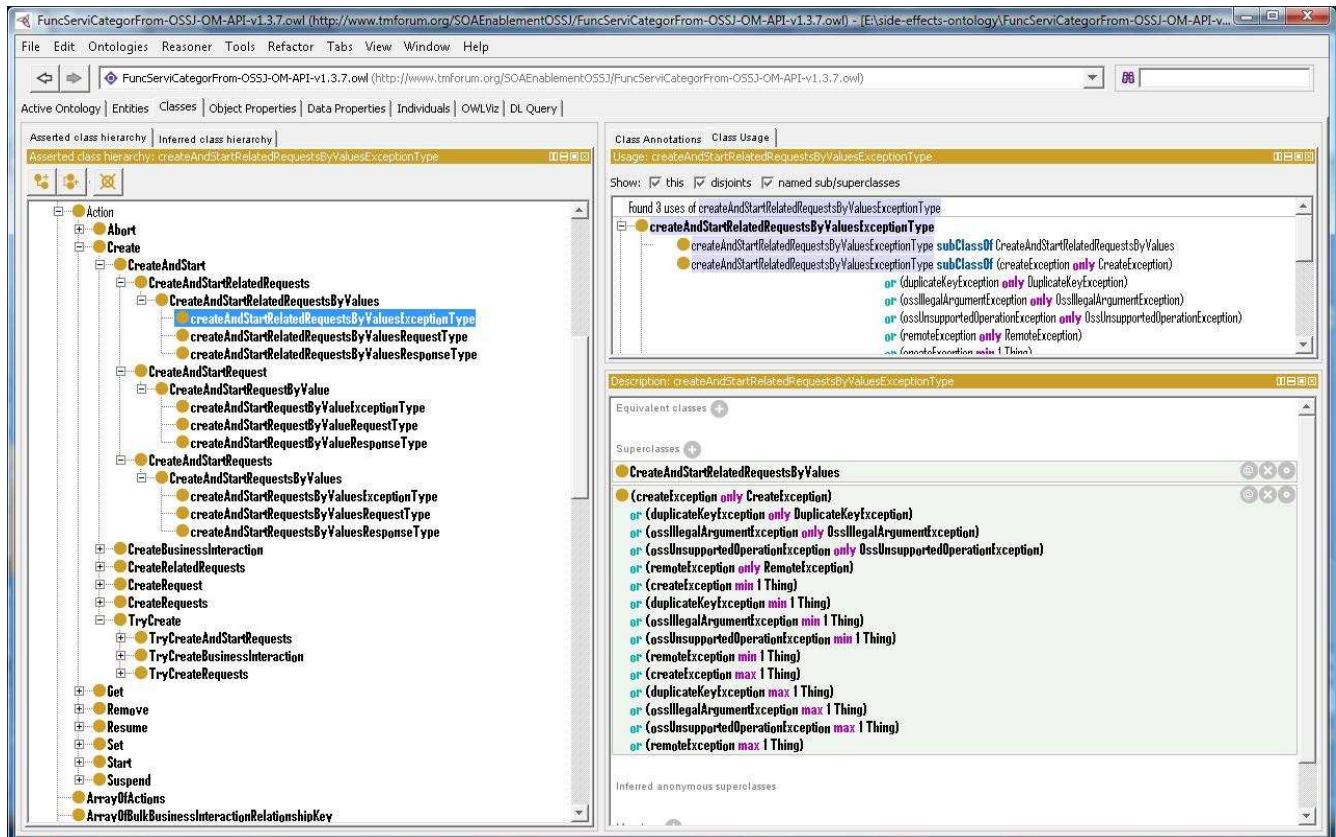 FuncServiCategorFrom-OSSJ-OM-API-v1.3.7.owl (http://www.tmforum.org/SOAEnablementOSSJ/FuncServiCategorFrom-OSSJ-OM-API-v1.3.7.owl) - [E:\side-effects-ontology\FuncServiCategorFrom-OSSJ-OM-API-v...
File Edit Ontologies Reasoner Tools Refactor Tabs View Window Help
FuncServiCategorFrom-OSSJ-OM-API-v1.3.7.owl (http://www.tmforum.org/SOAEnablementOSSJ/FuncServiCategorFrom-OSSJ-OM-API-v1.3.7.owl)
Active Ontology Entities Classes Object Properties Data Properties Individuals OWLViz DL Query
Asserted class hierarchy Inferred class hierarchy
Asserted class hierarchy: createAndStartRelatedRequestsByValuesExceptionType
Action
Abort
Create
CreateAndStart
CreateAndStartRelatedRequests
CreateAndStartRelatedRequestsByValues
createAndStartRelatedRequestsByValuesExceptionType
createAndStartRelatedRequestsByValuesRequestType
createAndStartRelatedRequestsByValuesResponseType
CreateAndStartRequest
CreateAndStartRequestByValue
createAndStartRequestByValueExceptionType
createAndStartRequestByValueRequestType
createAndStartRequestByValueResponseType
CreateAndStartRequests
CreateAndStartRequestsByValues
createAndStartRequestsByValuesExceptionType
createAndStartRequestsByValuesRequestType
createAndStartRequestsByValuesResponseType
CreateBusinessInteraction
CreateRelatedRequests
CreateRequest
CreateRequests
TryCreate
TryCreateAndStartRequests
TryCreateBusinessInteraction
TryCreateRequests
Get
Remove
Resume
Set
Start
Suspend
ArrayOfActions
ArrayOfBulkBusinessInteractionRelationshipKey
Class Annotations Class Usage
Usage: createAndStartRelatedRequestsByValuesExceptionType
Show: this disjoints named sub/superclasses
Found 3 uses of createAndStartRelatedRequestsByValuesExceptionType
createAndStartRelatedRequestsByValuesExceptionType
createAndStartRelatedRequestsByValuesExceptionType subClassOf CreateAndStartRelatedRequestsByValues
createAndStartRelatedRequestsByValuesExceptionType subClassOf (createException only CreateException)
or (duplicateKeyException only DuplicateKeyException)
or (ossIllegalArgumentException only OssIllegalArgumentException)
or (ossUnsupportedOperationException only OssUnsupportedOperationException)
or (remoteException only RemoteException)
or (createException min 1 Thing)
Description: createAndStartRelatedRequestsByValuesExceptionType
Equivalent classes
Superclasses
CreateAndStartRelatedRequestsByValues
(createException only CreateException)
or (duplicateKeyException only DuplicateKeyException)
or (ossIllegalArgumentException only OssIllegalArgumentException)
or (ossUnsupportedOperationException only OssUnsupportedOperationException)
or (remoteException only RemoteException)
or (createException min 1 Thing)
or (duplicateKeyException min 1 Thing)
or (ossIllegalArgumentException min 1 Thing)
or (ossUnsupportedOperationException min 1 Thing)
or (remoteException min 1 Thing)
or (createException max 1 Thing)
or (duplicateKeyException max 1 Thing)
or (ossIllegalArgumentException max 1 Thing)
or (ossUnsupportedOperationException max 1 Thing)
or (remoteException max 1 Thing)
Inferred anonymous superclasses